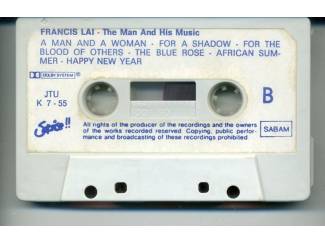 FRANCIS LAI - The Man And His Music
A MAN AND A WOMAN - FOR A SHADOW - FOR THE
BLOOD OF OTHERS - THE BLUE ROSE - AFRICAN SUM-
MER - HAPPY NEW YEAR
DOLBY SYSTEM
JTU
K 7 - 55
B
All rights of the producer of the recordings and the owners
of the works recorded reserved. Copying, public perfor-
mance and broadcasting of these recordings prohibited
SABAM